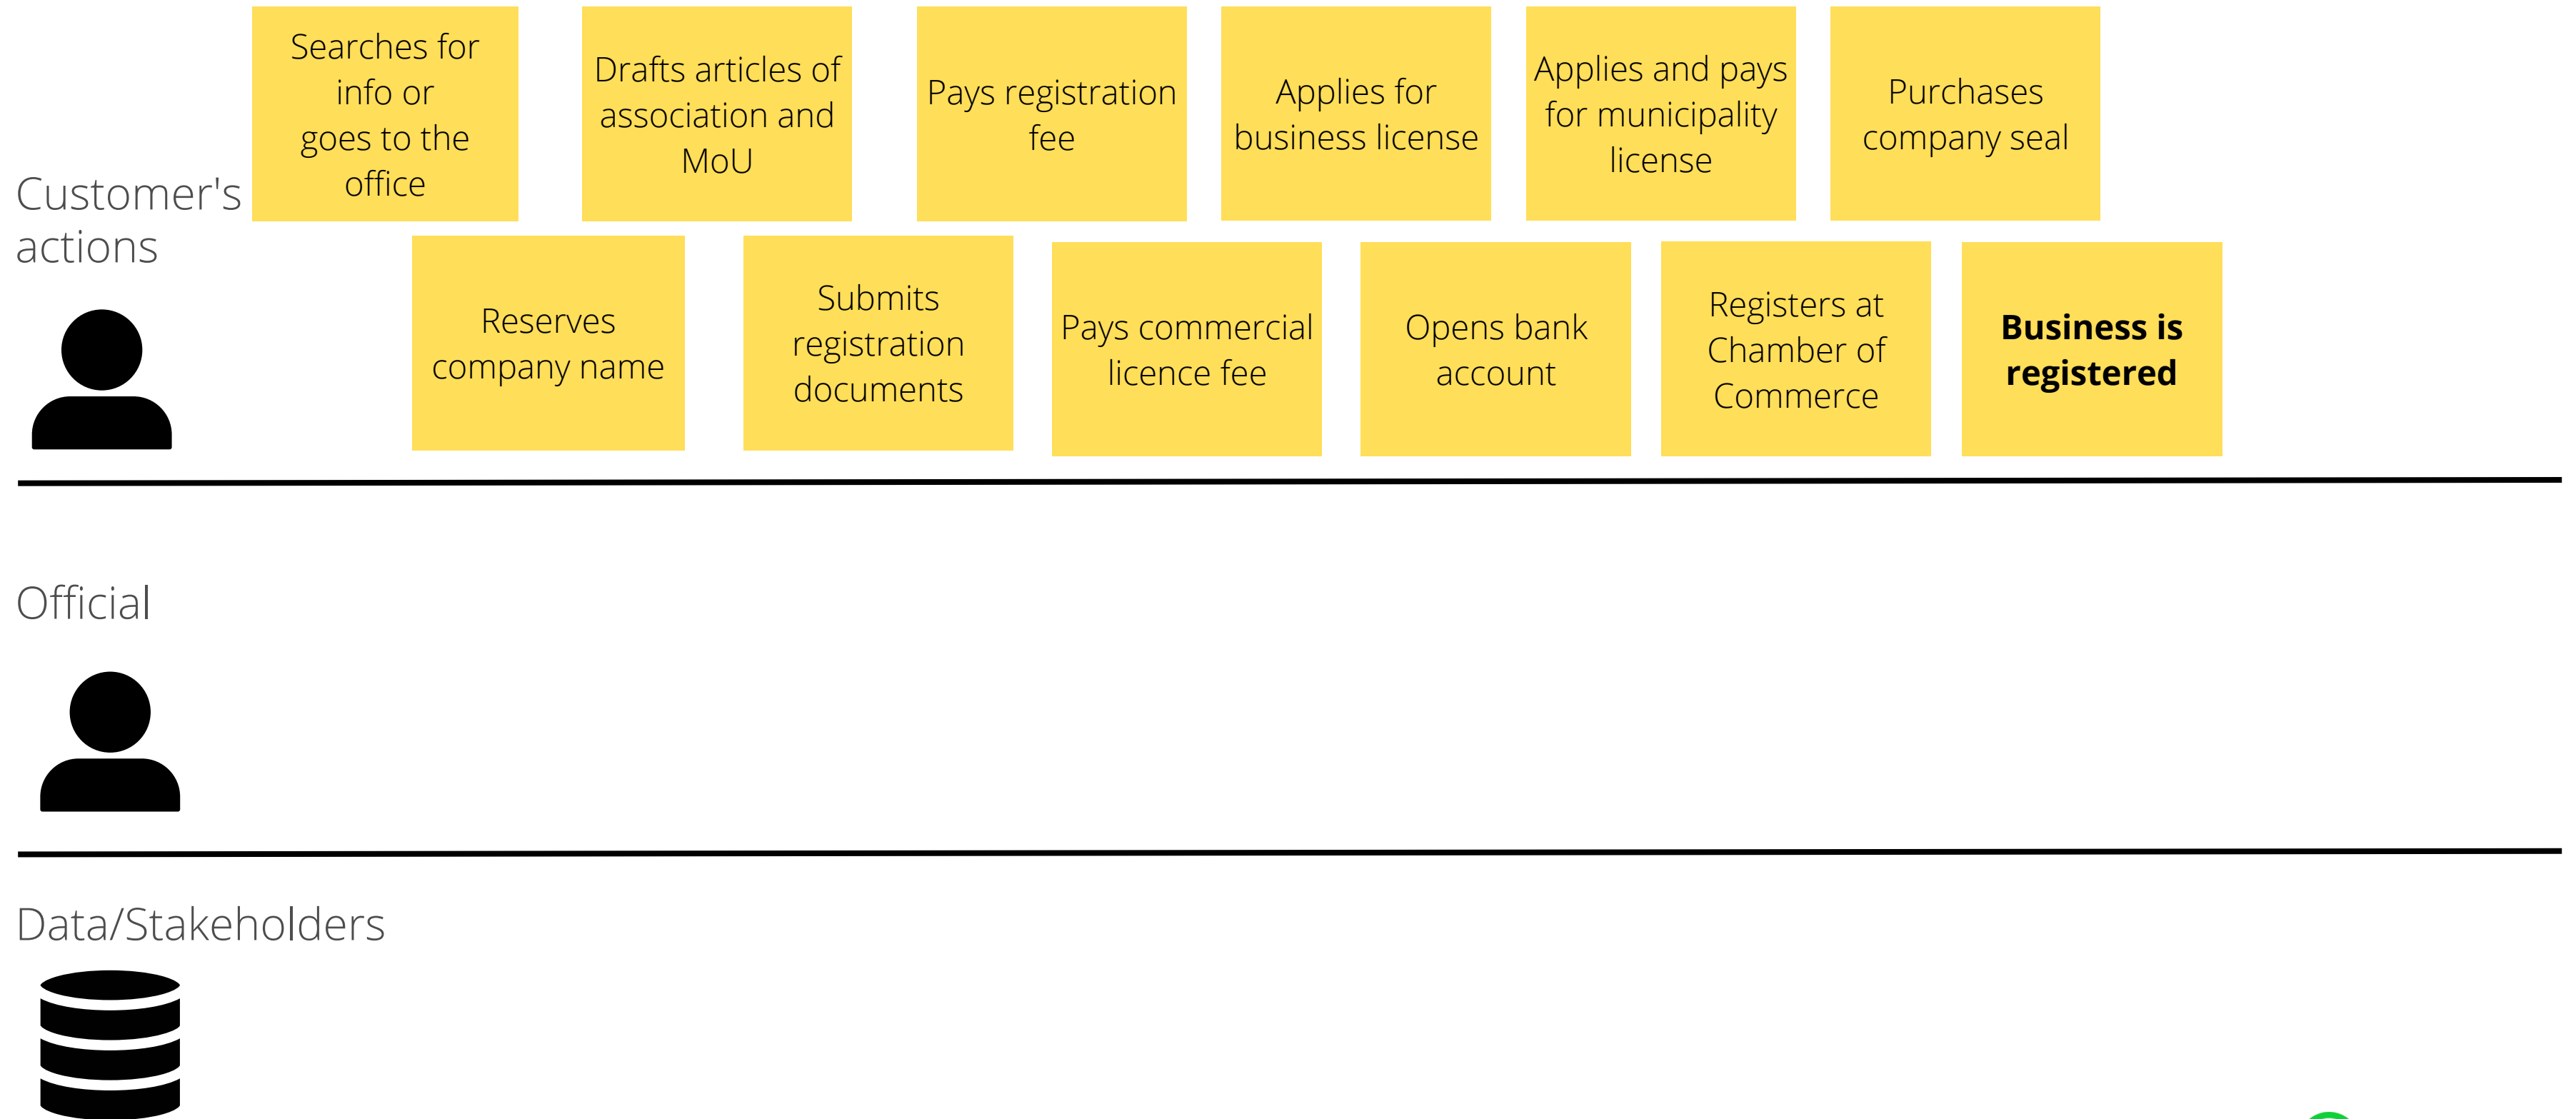 Customer's
actions
Searches for
info or
goes to the
office
Reserves
company name
Drafts articles of
association and
MoU
Submits
registration
documents
Pays registration
fee
Pays commercial
licence fee
Applies for
business license
Opens bank
account
Applies and pays
for municipality
license
Registers at
Chamber of
Commerce
Purchases
company seal
Business is
registered
Official
Data/Stakeholders